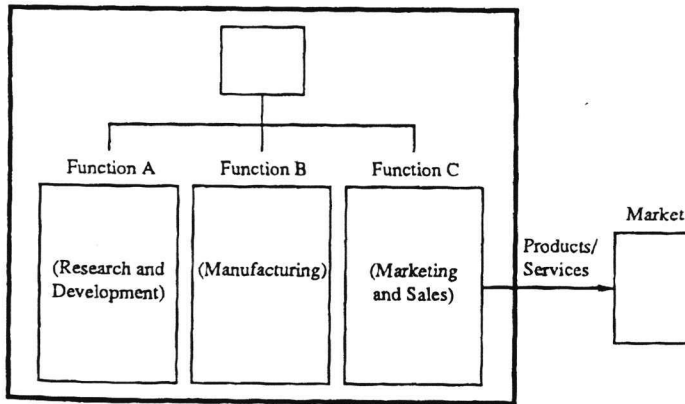 Function A
Function B
Function C
(Research and
Development)
(Manufacturing)
(Marketing
and Sales)
Products/
Services
Market